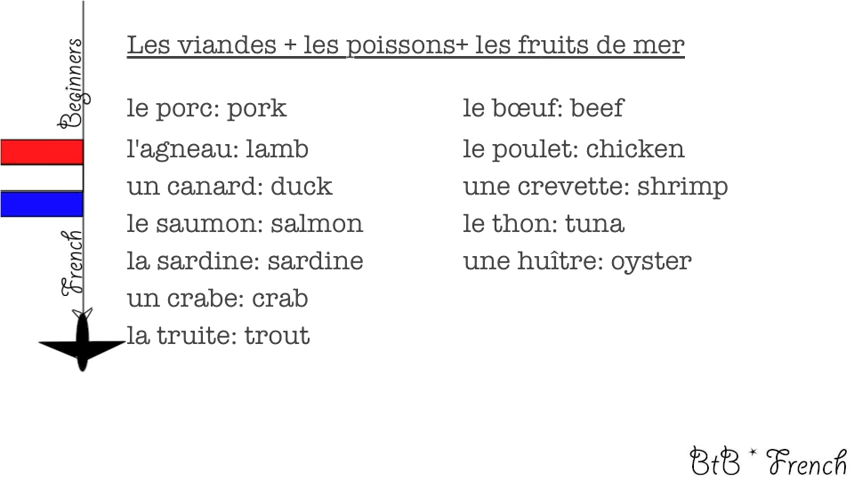 Les viandes + les poissons+ les fruits de mer
le porc: pork
l'agneau: lamb
un canard: duck
le saumon: salmon
la sardine: sardine
un crabe: crab
la truite: trout
le bœuf: beef
le poulet: chicken
une crevette: shrimp
le thon: tuna
une huître: oyster
Beginners
French
BtB * French